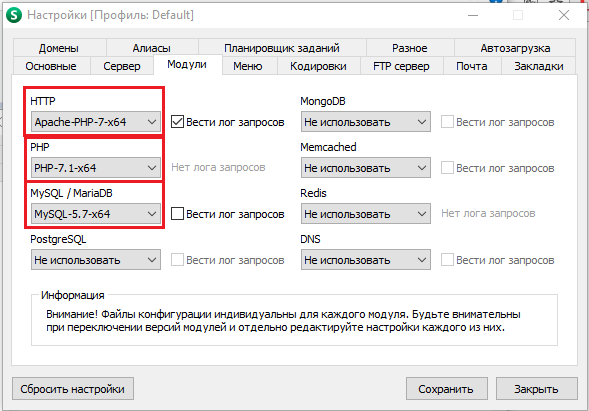 Настройки [Профиль: Default]
Домены Алиасы Планировщик заданий Разное Автозагрузка
Основные Сервер Модули Меню Кодировки FTP сервер Почта Закладки
HTTP
Apache-PHP-7-x64 Вести лог запросов
PHP
PHP-7.1-x64 Нет лога запросов
MySQL / MariaDB
MySQL-5.7-x64 Вести лог запросов
PostgreSQL
Не использовать Вести лог запросов
MongoDB
Не использовать Вести лог запросов
Memcached
Не использовать Вести лог запросов
Redis
Не использовать Нет лога запросов
DNS
Не использовать Вести лог запросов
Информация
Внимание! Файлы конфигурации индивидуальны для каждого модуля. Будьте внимательны
при переключении версий модулей и отдельно редактируйте настройки каждого из них.
Сбросить настройки Сохранить Закрыть